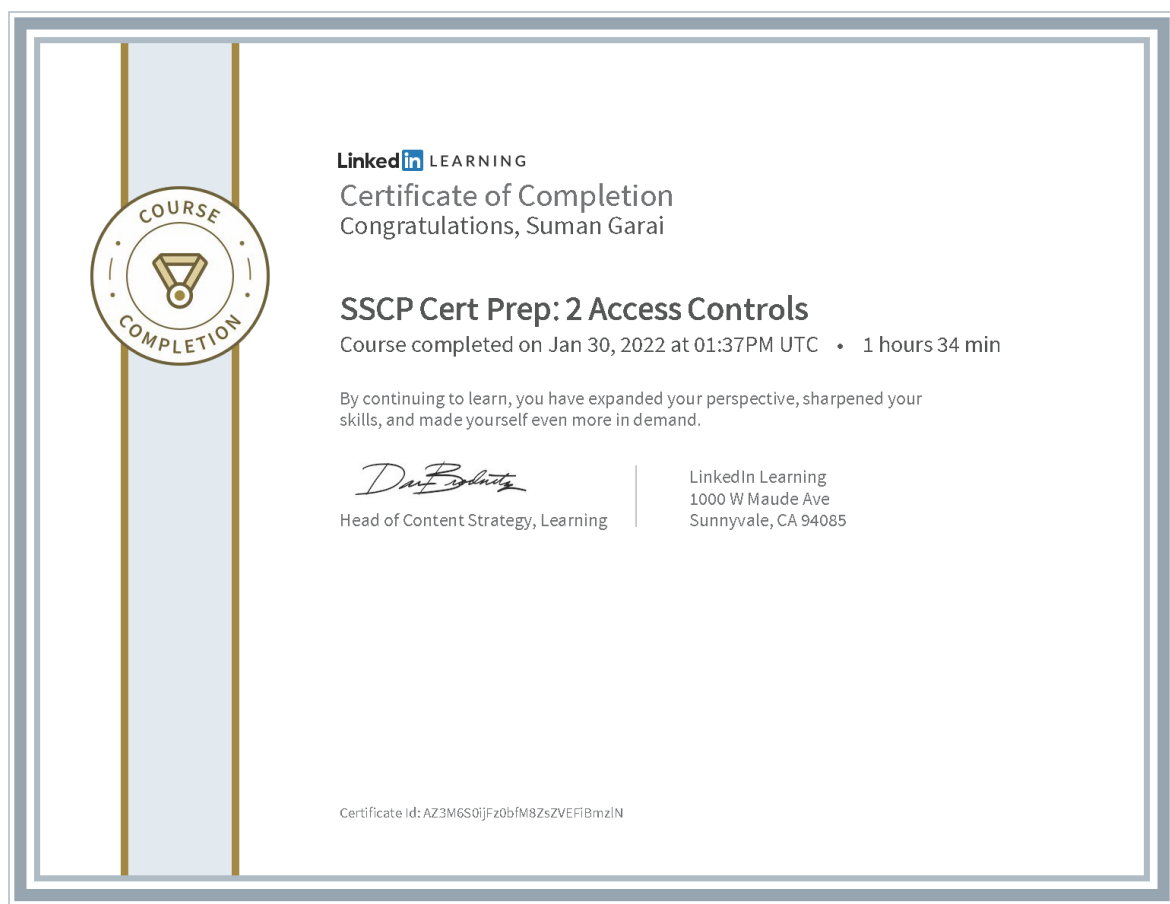 LinkedIn LEARNING
Certificate of Completion
Congratulations, Suman Garai
COURSE
COMPLETION
SSCP Cert Prep: 2 Access Controls
Course completed on Jan 30, 2022 at 01:37PM UTC • 1 hours 34 min
By continuing to learn, you have expanded your perspective, sharpened your
skills, and made yourself even more in demand.
Head of Content Strategy, Learning
LinkedIn Learning
1000 W Maude Ave
Sunnyvale, CA 94085
Certificate Id: AZ3M6S0ijFz0bfM8ZsZVEFiBmzlN